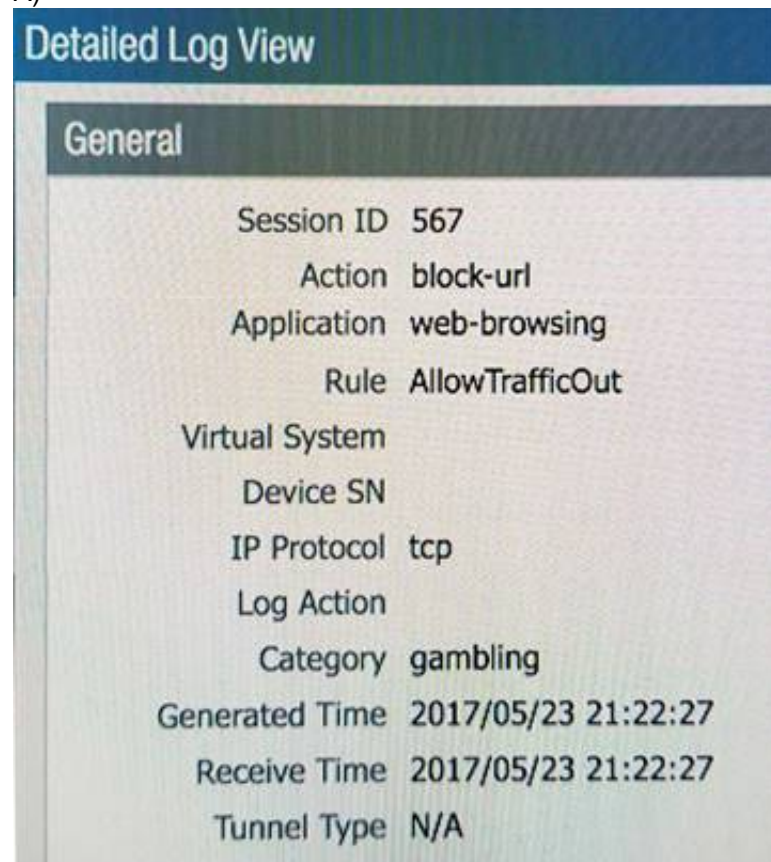 Detailed Log View
General
Session ID 567
Action block-url
Application web-browsing
Rule AllowTrafficOut
Virtual System
Device SN
IP Protocol tcp
Log Action
Category gambling
Generated Time 2017/05/23 21:22:27
Receive Time 2017/05/23 21:22:27
Tunnel Type N/A